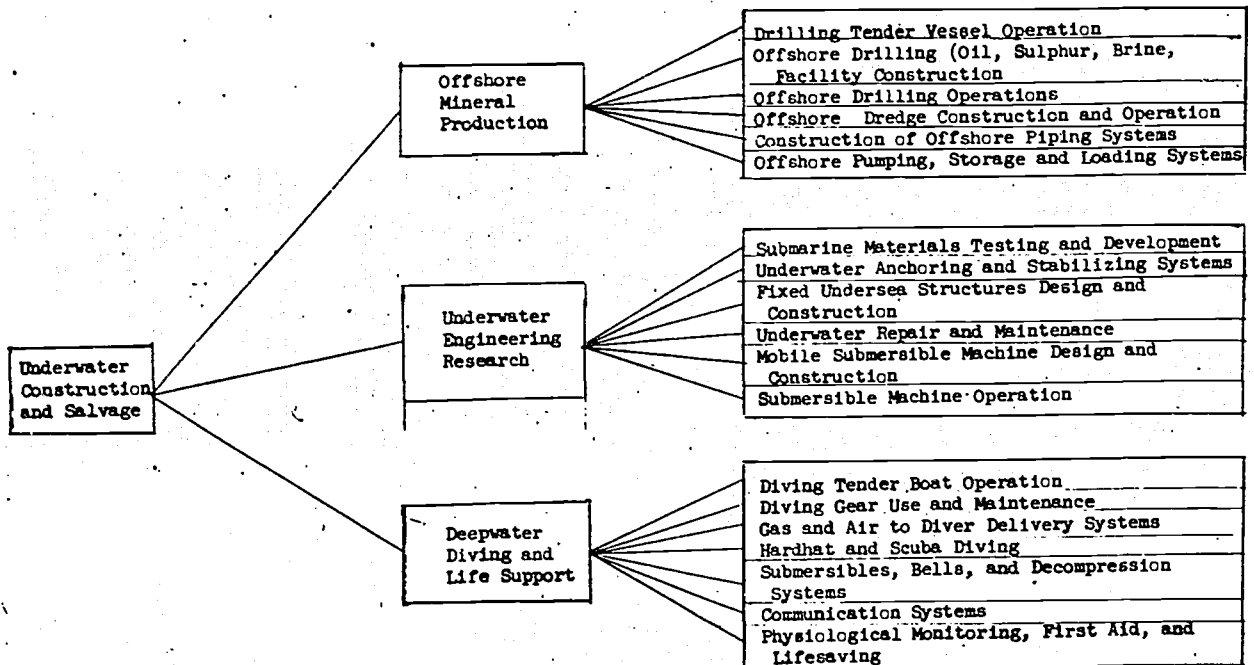 Underwater
Construction
and Salvage
Offshore
Mineral
Production
Drilling Tender Vessel Operation
Offshore Drilling (Oil, Sulphur, Brine,
Facility Construction
Offshore Drilling Operations
Offshore Dredge Construction and Operation
Construction of Offshore Piping Systems
Offshore Pumping, Storage and Loading Systems
Underwater
Engineering
Research
Submarine Materials Testing and Development
Underwater Anchoring and Stabilizing Systems
Fixed Undersea Structures Design and
Construction
Underwater Repair and Maintenance
Mobile Submersible Machine Design and
Construction
Submersible Machine Operation
Deepwater
Diving and
Life Support
Diving Tender Boat Operation
Diving Gear Use and Maintenance
Gas and Air to Diver Delivery Systems
Hardhat and Scuba Diving
Submersibles, Bells, and Decompression
Systems
Communication Systems
Physiological Monitoring, First Aid, and
Lifesaving